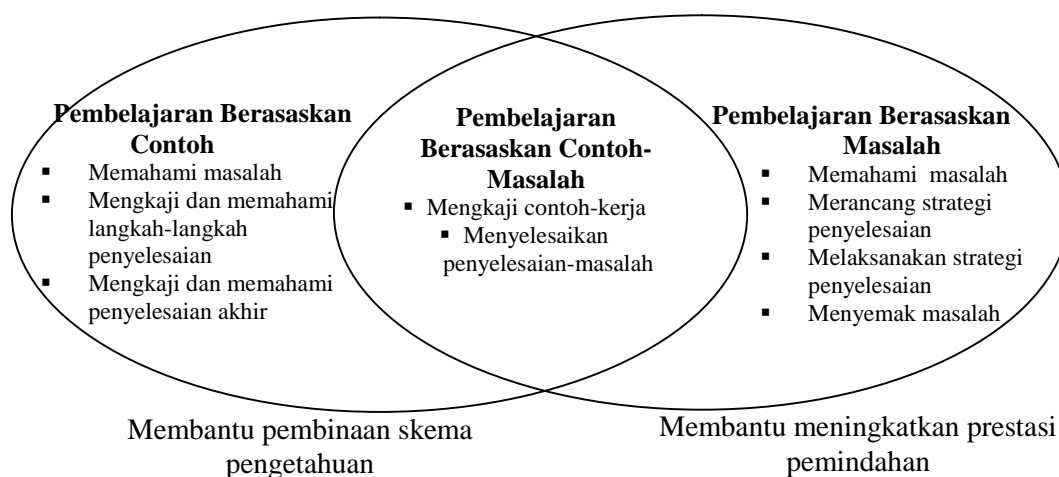 Pembelajaran Berasaskan
Contoh
▪ Memahami masalah
▪ Mengkaji dan memahami
langkah-langkah
penyelesaian
▪ Mengkaji dan memahami
penyelesaian akhir
Pembelajaran
Berasaskan Contoh-
Masalah
▪ Mengkaji contoh-kerja
▪ Menyelesaikan
penyelesaian-masalah
Pembelajaran Berasaskan
Masalah
▪ Memahami masalah
▪ Merancang strategi
penyelesaian
▪ Melaksanakan strategi
penyelesaian
▪ Menyemak masalah
Membantu pembinaan skema
pengetahuan
Membantu meningkatkan prestasi
pemindahan